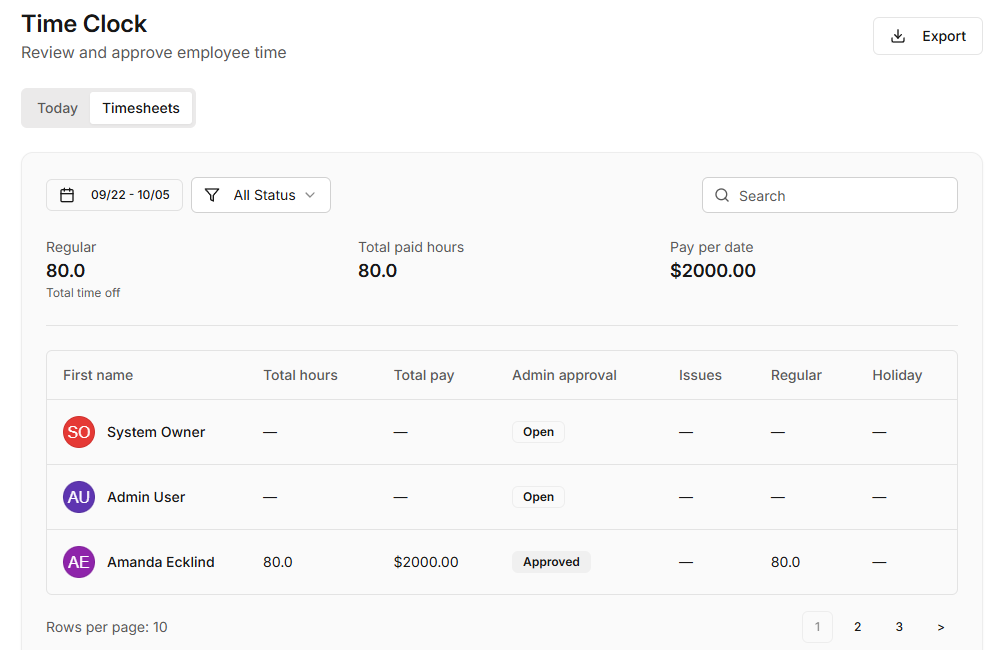 Time Clock
Review and approve employee time
Export
Today Timesheets
09/22 - 10/05 All Status Search
Regular Total paid hours Pay per date
80.0 80.0 $2000.00
Total time off
First name Total hours Total pay Admin approval Issues Regular Holiday
SO System Owner — — Open — — —
AU Admin User — — Open — — —
AE Amanda Ecklind 80.0 $2000.00 Approved — 80.0 —
Rows per page: 10 1 2 3 >